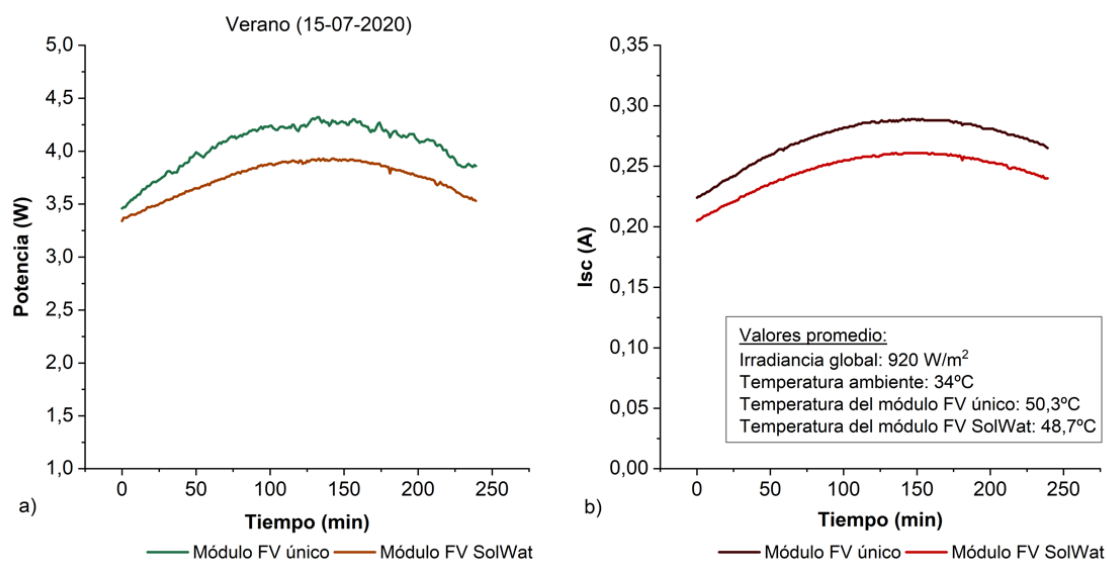 Verano (15-07-2020)
5,0
4,5
4,0
3,5
3,0
2,5
2,0
1,5
1,0
Potencia (W)
0
50
100
150
200
250
Tiempo (min)
a)
Módulo FV único
Módulo FV SolWat
0,35
0,30
0,25
0,20
0,15
0,10
0,05
0,00
Isc (A)
Valores promedio:
Irradiancia global: 920 W/m²
Temperatura ambiente: 34ºC
Temperatura del módulo FV único: 50,3ºC
Temperatura del módulo FV SolWat: 48,7ºC
0
50
100
150
200
250
Tiempo (min)
b)
Módulo FV único
Módulo FV SolWat